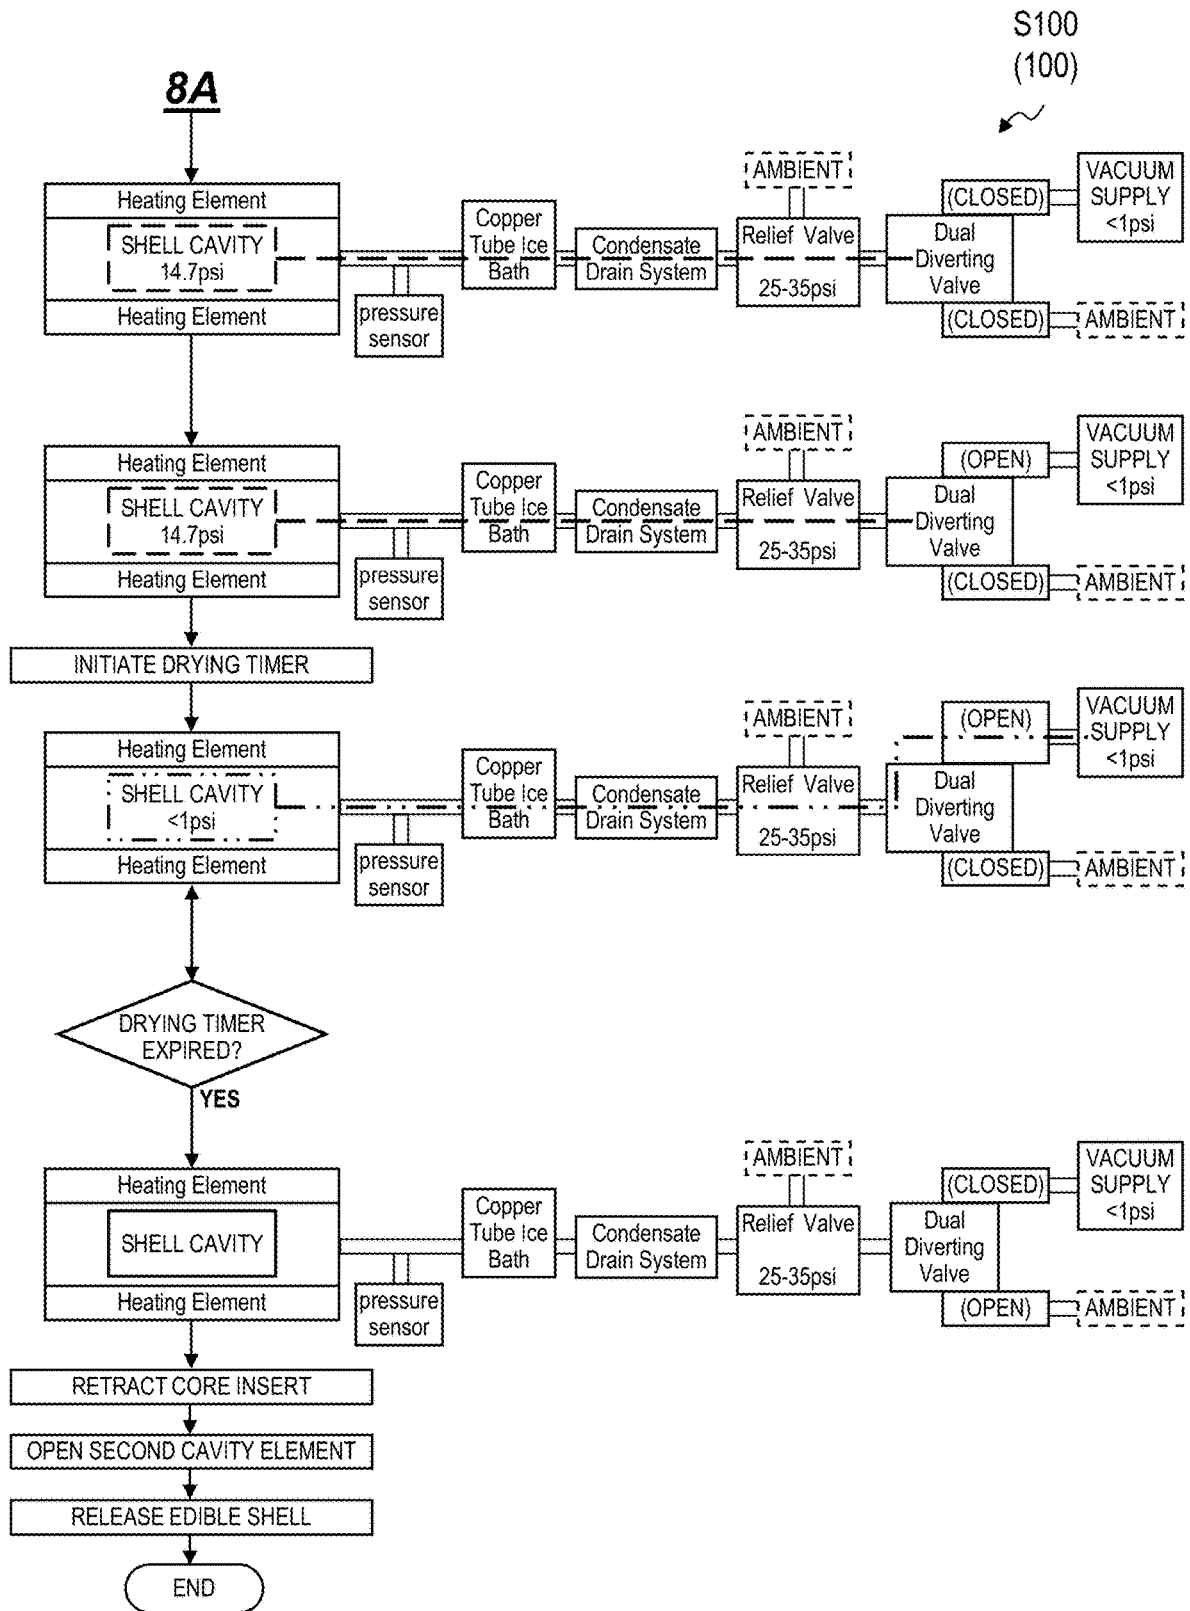 S100
(100)
8A
Heating Element
SHELL CAVITY
14.7psi
Heating Element
pressure
sensor
Copper
Tube Ice
Bath
Condensate
Drain System
AMBIENT
Relief Valve
25-35psi
Dual
Diverting
Valve
(CLOSED)
VACUUM
SUPPLY
<1psi
(CLOSED)
AMBIENT
Heating Element
SHELL CAVITY
14.7psi
Heating Element
pressure
sensor
Copper
Tube Ice
Bath
Condensate
Drain System
AMBIENT
Relief Valve
25-35psi
Dual
Diverting
Valve
(OPEN)
VACUUM
SUPPLY
<1psi
(CLOSED)
AMBIENT
INITIATE DRYING TIMER
Heating Element
SHELL CAVITY
<1psi
Heating Element
pressure
sensor
Copper
Tube Ice
Bath
Condensate
Drain System
AMBIENT
Relief Valve
25-35psi
Dual
Diverting
Valve
(OPEN)
VACUUM
SUPPLY
<1psi
(CLOSED)
AMBIENT
DRYING TIMER
EXPIRED?
YES
Heating Element
SHELL CAVITY
Heating Element
pressure
sensor
Copper
Tube Ice
Bath
Condensate
Drain System
AMBIENT
Relief Valve
25-35psi
Dual
Diverting
Valve
(CLOSED)
VACUUM
SUPPLY
<1psi
(OPEN)
AMBIENT
RETRACT CORE INSERT
OPEN SECOND CAVITY ELEMENT
RELEASE EDIBLE SHELL
END